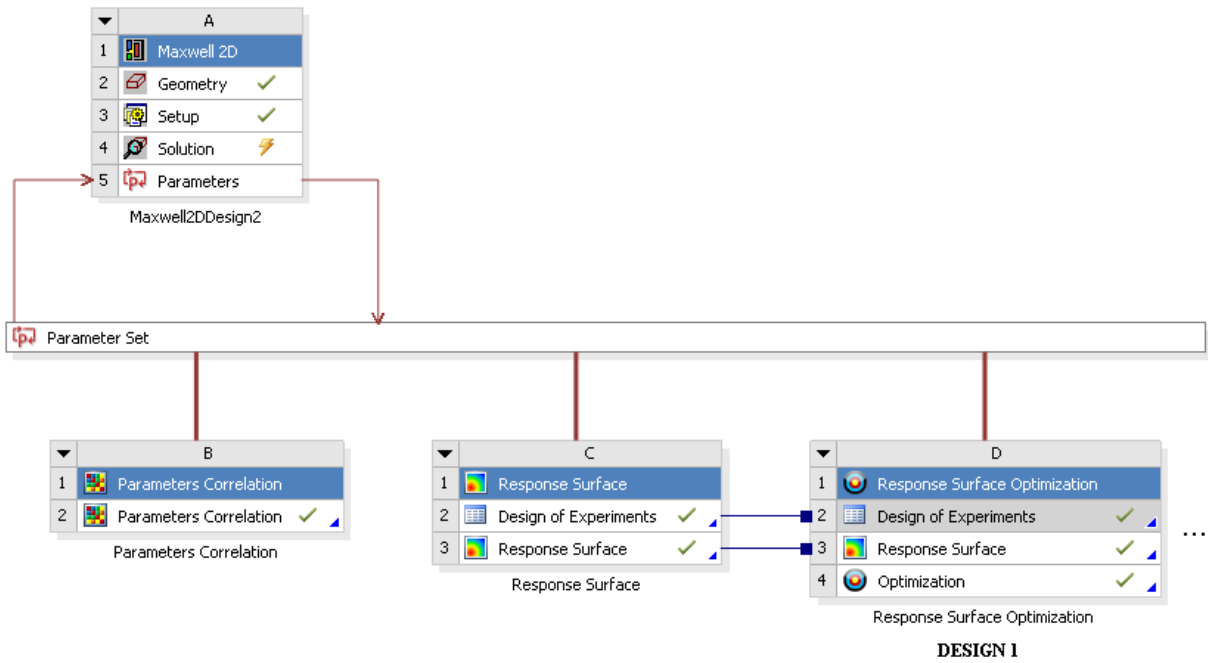 A
1 Maxwell 2D
2 Geometry
3 Setup
4 Solution
5 Parameters
Maxwell2DDesign2
Parameter Set
B
1 Parameters Correlation
2 Parameters Correlation
Parameters Correlation
C
1 Response Surface
2 Design of Experiments
3 Response Surface
Response Surface
D
1 Response Surface Optimization
2 Design of Experiments
3 Response Surface
4 Optimization
Response Surface Optimization
DESIGN 1
...